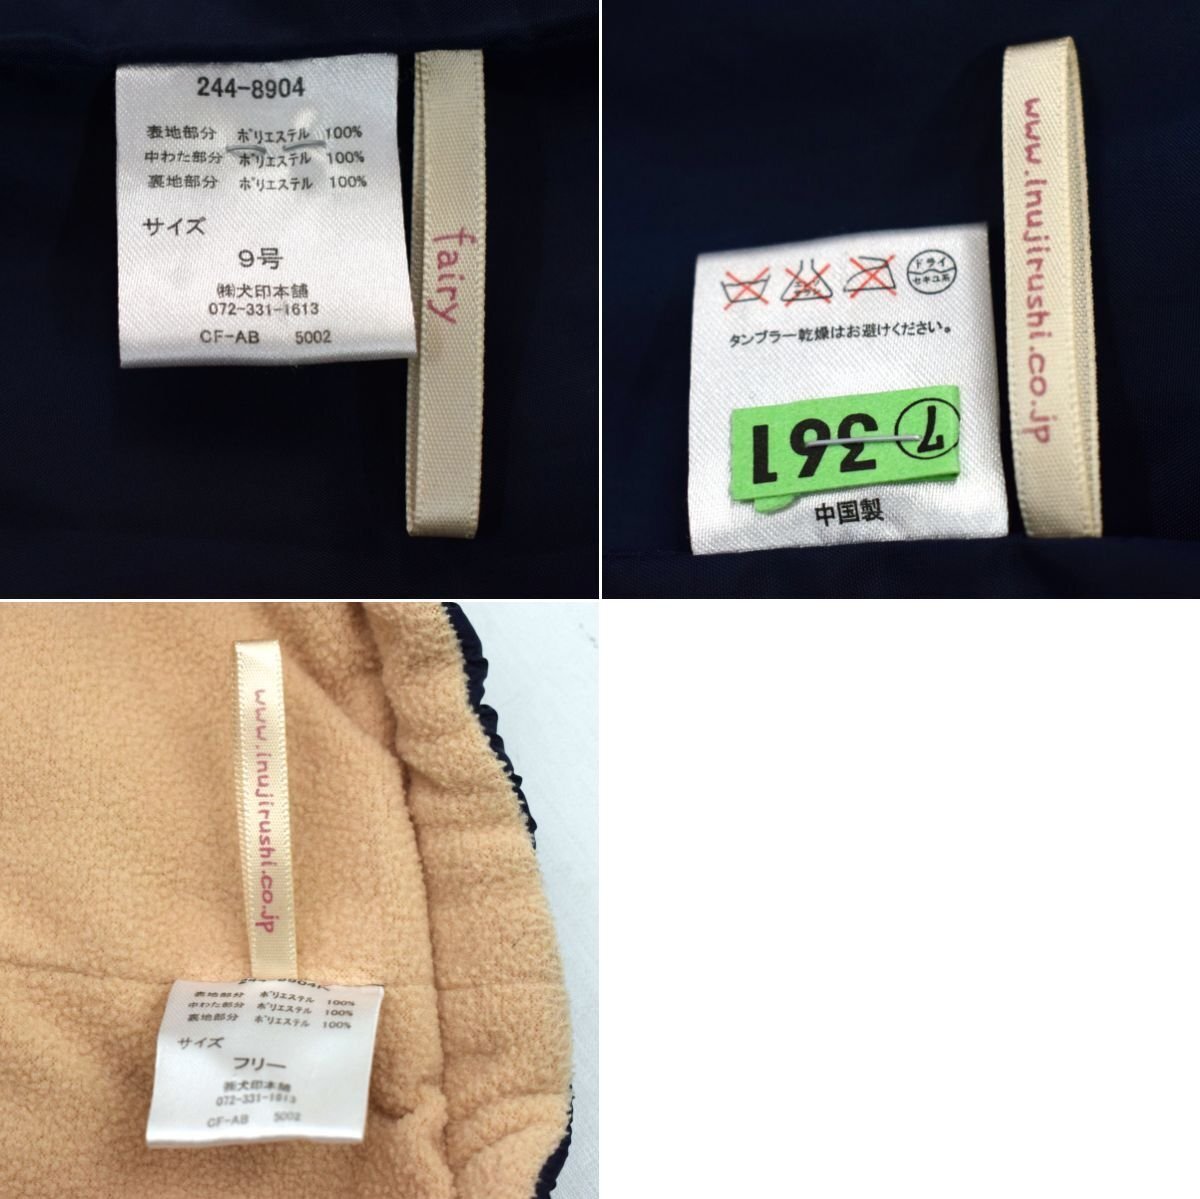 244-8904
表地部分 ポリエステル 100%
中わた部分 ポリエステル 100%
裏地部分 ポリエステル 100%
サイズ
9号
㈱犬印本舗
072-331-1613
CF-AB 5002
fairy
www.inujirushi.co.jp
ドライ
セキユ系
タンブラー乾燥はお避けください。
⑦361
中国製
www.inujirushi.co.jp
表地部分 ポリエステル 100%
中わた部分 ポリエステル 100%
裏地部分 ポリエステル 100%
サイズ
フリー
㈱犬印本舗
072-331-1613
CF-AB 5002